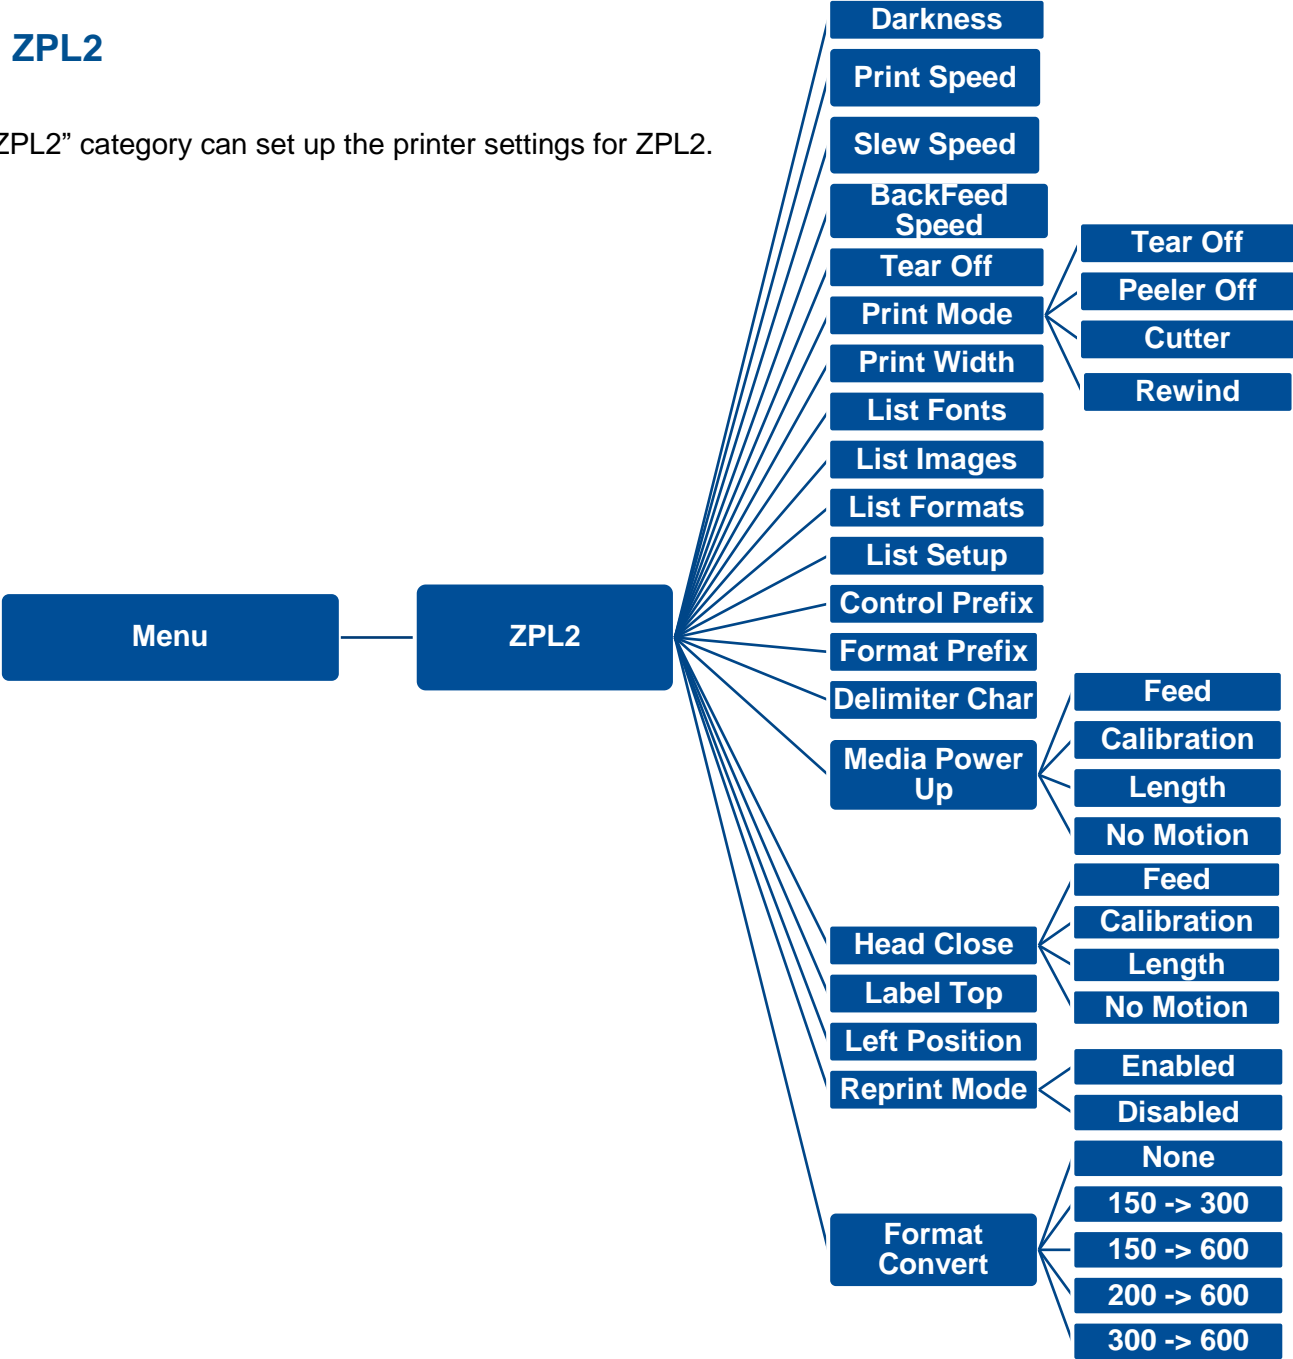 ZPL2
ZPL2” category can set up the printer settings for ZPL2.
Menu
ZPL2
Darkness
Print Speed
Slew Speed
BackFeed
Speed
Tear Off
Print Mode
Tear Off
Peeler Off
Cutter
Rewind
Print Width
List Fonts
List Images
List Formats
List Setup
Control Prefix
Format Prefix
Delimiter Char
Media Power
Up
Feed
Calibration
Length
No Motion
Head Close
Feed
Calibration
Length
No Motion
Label Top
Left Position
Reprint Mode
Enabled
Disabled
Format
Convert
None
150 -> 300
150 -> 600
200 -> 600
300 -> 600